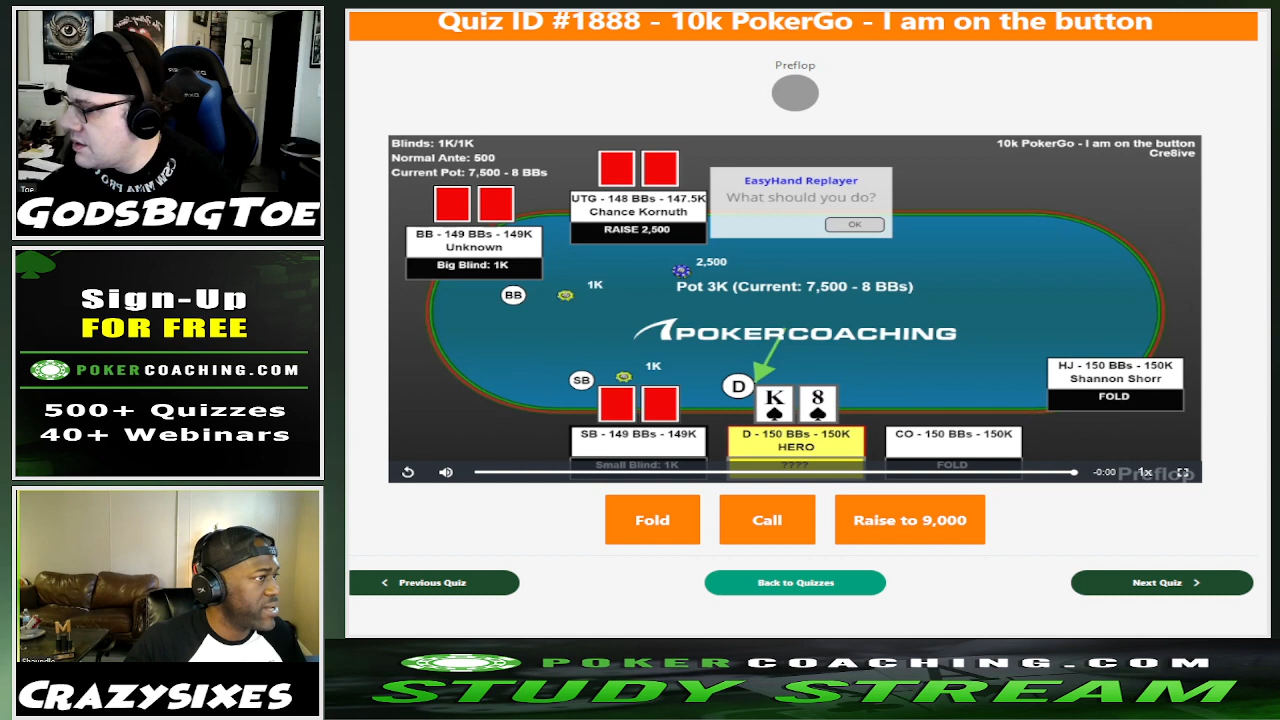 Quiz ID #1888 - 10k PokerGo - I am on the button
Preflop
Blinds: 1K/1K
Normal Ante: 500
Current Pot: 7,500 - 8 BBs
10k PokerGo - I am on the button
Cre8ive
UTG - 148 BBs - 147.5K
Chance Kornuth
RAISE 2,500
EasyHand Replayer
What should you do?
OK
BB - 149 BBs - 149K
Unknown
Big Blind: 1K
2,500
1K
BB
Pot 3K (Current: 7,500 - 8 BBs)
POKERCOACHING
1K
SB
D
K
8
HJ - 150 BBs - 150K
Shannon Shorr
FOLD
SB - 149 BBs - 149K
Small Blind: 1K
D - 150 BBs - 150K
HERO
????
CO - 150 BBs - 150K
FOLD
-0:00
1x
Preflop
Fold
Call
Raise to 9,000
Previous Quiz
Back to Quizzes
Next Quiz
Toe
GODSBIGTOE
Sign-Up
FOR FREE
POKERCOACHING.COM
500+ Quizzes
40+ Webinars
CRAZYSIXES
POKERCOACHING.COM
STUDY STREAM